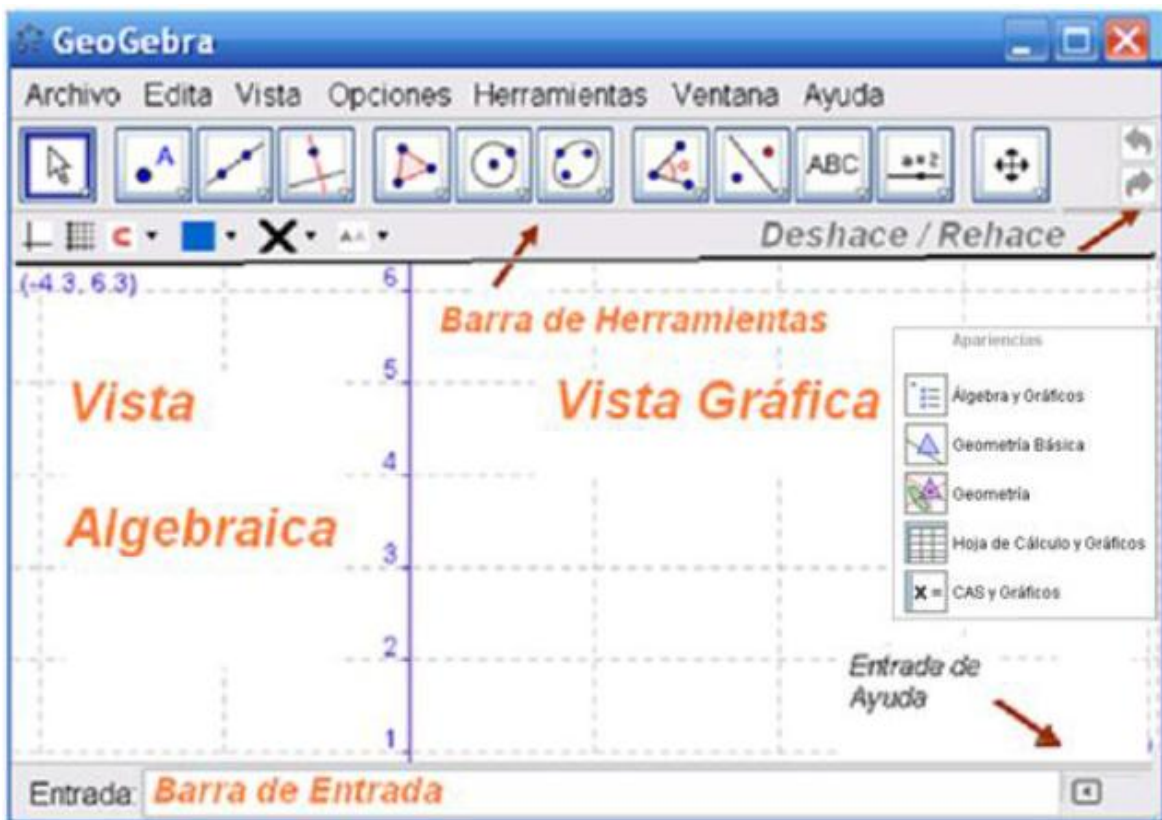 GeoGebra
Archivo Edita Vista Opciones Herramientas Ventana Ayuda
A
α
ABC
a=2
Deshace / Rehace
(-4.3, 6.3)
6
Barra de Herramientas
Apariencias
5
Vista
Vista Gráfica
Álgebra y Gráficos
Geometría Básica
4
Geometría
Algebraica
3
Hoja de Cálculo y Gráficos
X = CAS y Gráficos
2
Entrada de
Ayuda
1
Entrada: Barra de Entrada